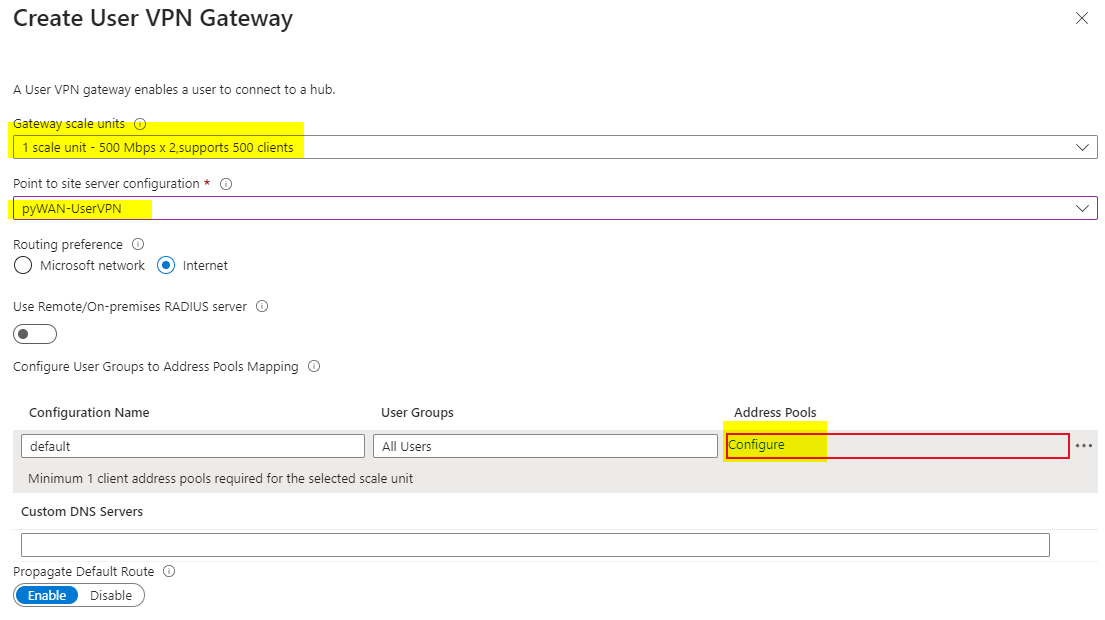 Create User VPN Gateway
A User VPN gateway enables a user to connect to a hub.
Gateway scale units
1 scale unit - 500 Mbps x 2,supports 500 clients
Point to site server configuration *
pyWAN-UserVPN
Routing preference
Microsoft network Internet
Use Remote/On-premises RADIUS server
Configure User Groups to Address Pools Mapping
Configuration Name User Groups Address Pools
default All Users Configure
Minimum 1 client address pools required for the selected scale unit
Custom DNS Servers
Propagate Default Route
Enable Disable